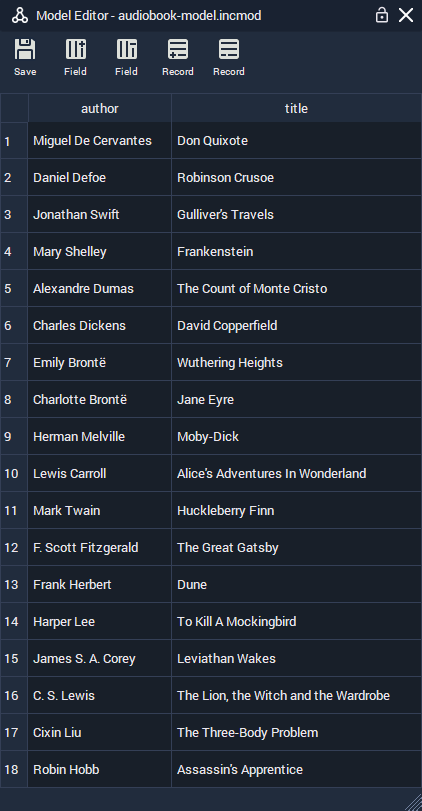 Model Editor - audiobook-model.incmod
Save Field Field Record Record
author title
1 Miguel De Cervantes Don Quixote
2 Daniel Defoe Robinson Crusoe
3 Jonathan Swift Gulliver's Travels
4 Mary Shelley Frankenstein
5 Alexandre Dumas The Count of Monte Cristo
6 Charles Dickens David Copperfield
7 Emily Brontë Wuthering Heights
8 Charlotte Brontë Jane Eyre
9 Herman Melville Moby-Dick
10 Lewis Carroll Alice's Adventures In Wonderland
11 Mark Twain Huckleberry Finn
12 F. Scott Fitzgerald The Great Gatsby
13 Frank Herbert Dune
14 Harper Lee To Kill A Mockingbird
15 James S. A. Corey Leviathan Wakes
16 C. S. Lewis The Lion, the Witch and the Wardrobe
17 Cixin Liu The Three-Body Problem
18 Robin Hobb Assassin's Apprentice